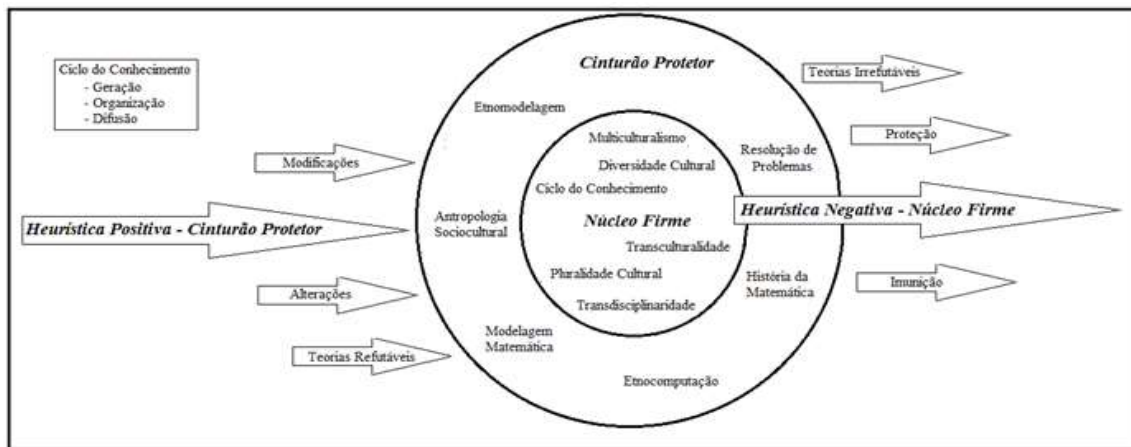 Ciclo do Conhecimento
- Geração
- Organização
- Difusão
Modificações
Heurística Positiva - Cinturão Protetor
Alterações
Teorias Refutáveis
Cinturão Protetor
Etnomodelagem
Resolução de
Problemas
Antropologia
Sociocultural
História da
Matemática
Modelagem
Matemática
Etnocomputação
Multiculturalismo
Diversidade Cultural
Ciclo do Conhecimento
Núcleo Firme
Transculturalidade
Pluralidade Cultural
Transdisciplinaridade
Teorias Irrefutáveis
Proteção
Heurística Negativa - Núcleo Firme
Imunição